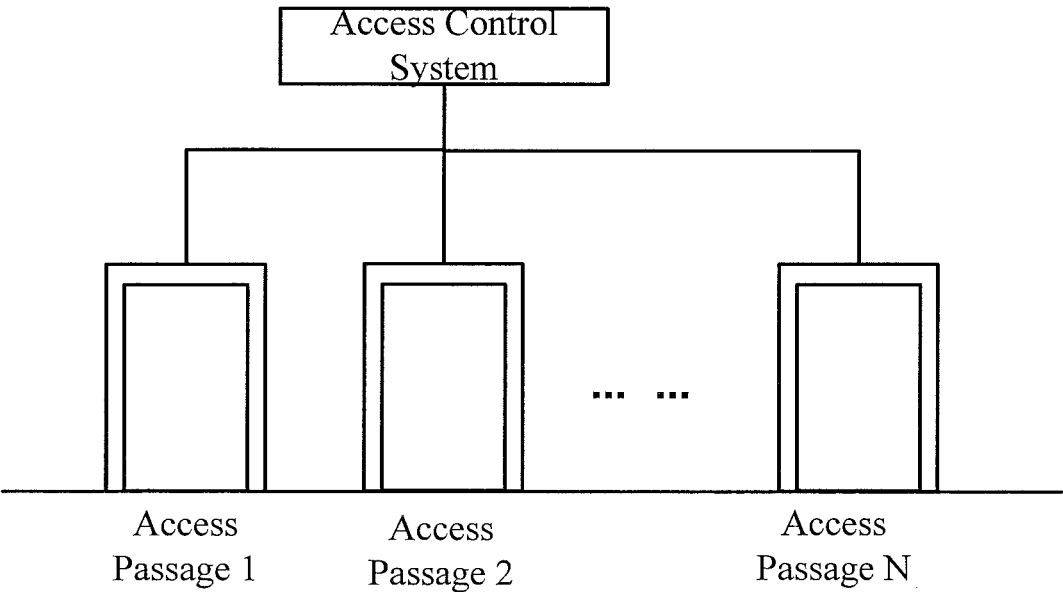 Access Control
System
... ...
Access
Passage 1
Access
Passage 2
Access
Passage N